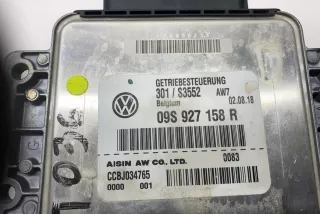 GETRIEBESTEUERUNG
301 / S3552 AW7
Belgium 02.08.18
09S 927 158 R
AISIN AW CO., LTD. 0083
CCBJ034765
0000 001